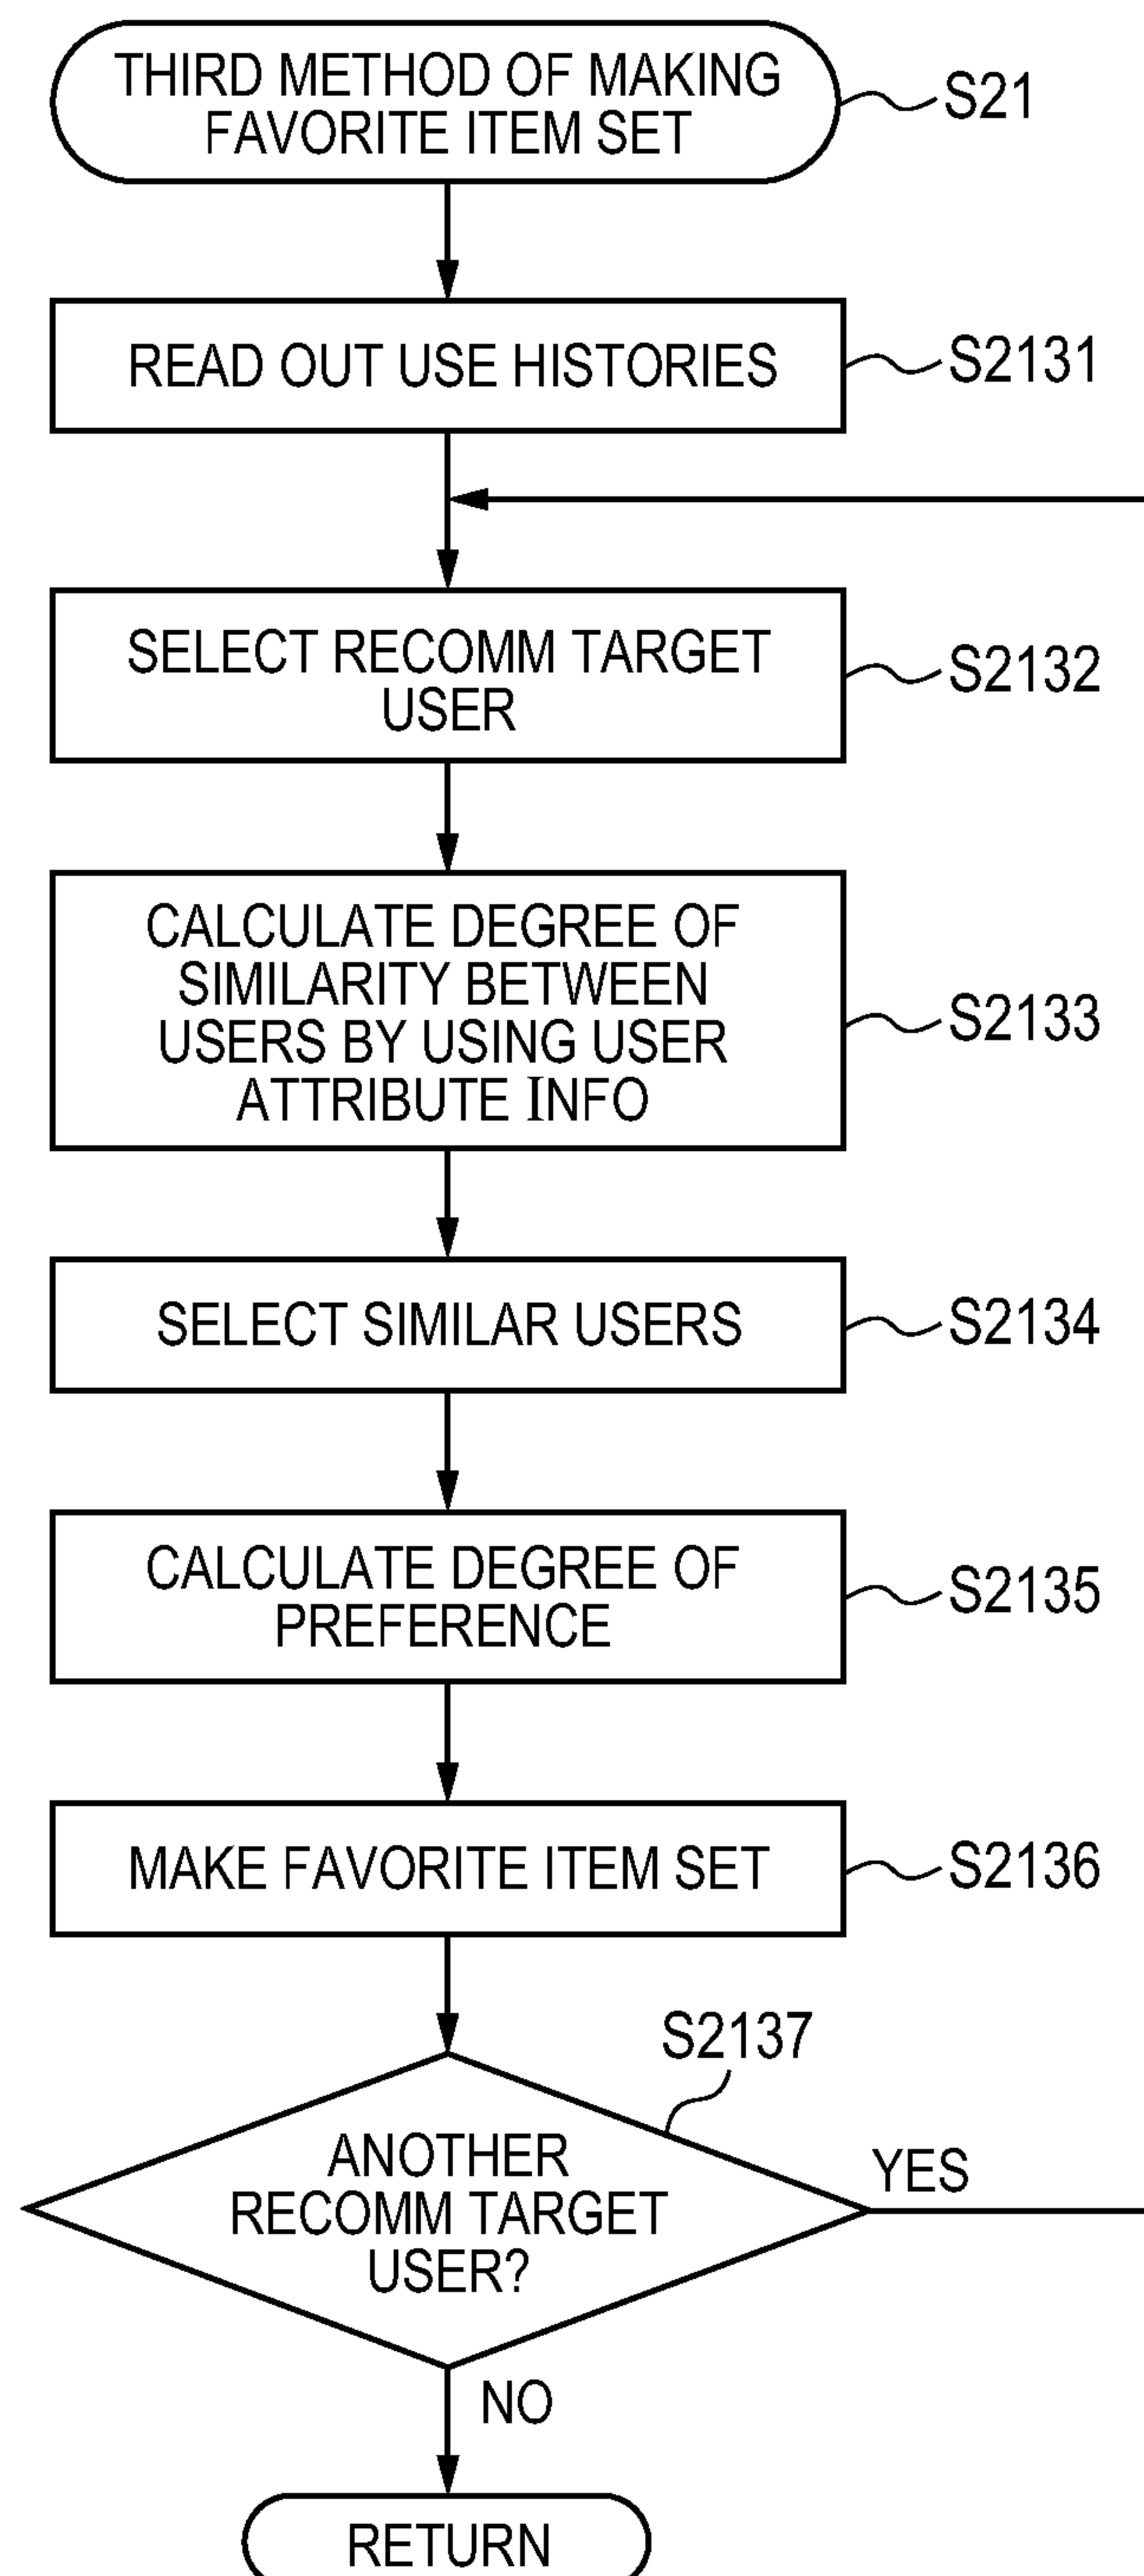 THIRD METHOD OF MAKING
FAVORITE ITEM SET
S21
READ OUT USE HISTORIES
S2131
SELECT RECOMM TARGET
USER
S2132
CALCULATE DEGREE OF
SIMILARITY BETWEEN
USERS BY USING USER
ATTRIBUTE INFO
S2133
SELECT SIMILAR USERS
S2134
CALCULATE DEGREE OF
PREFERENCE
S2135
MAKE FAVORITE ITEM SET
S2136
S2137
ANOTHER
RECOMM TARGET
USER?
YES
NO
RETURN